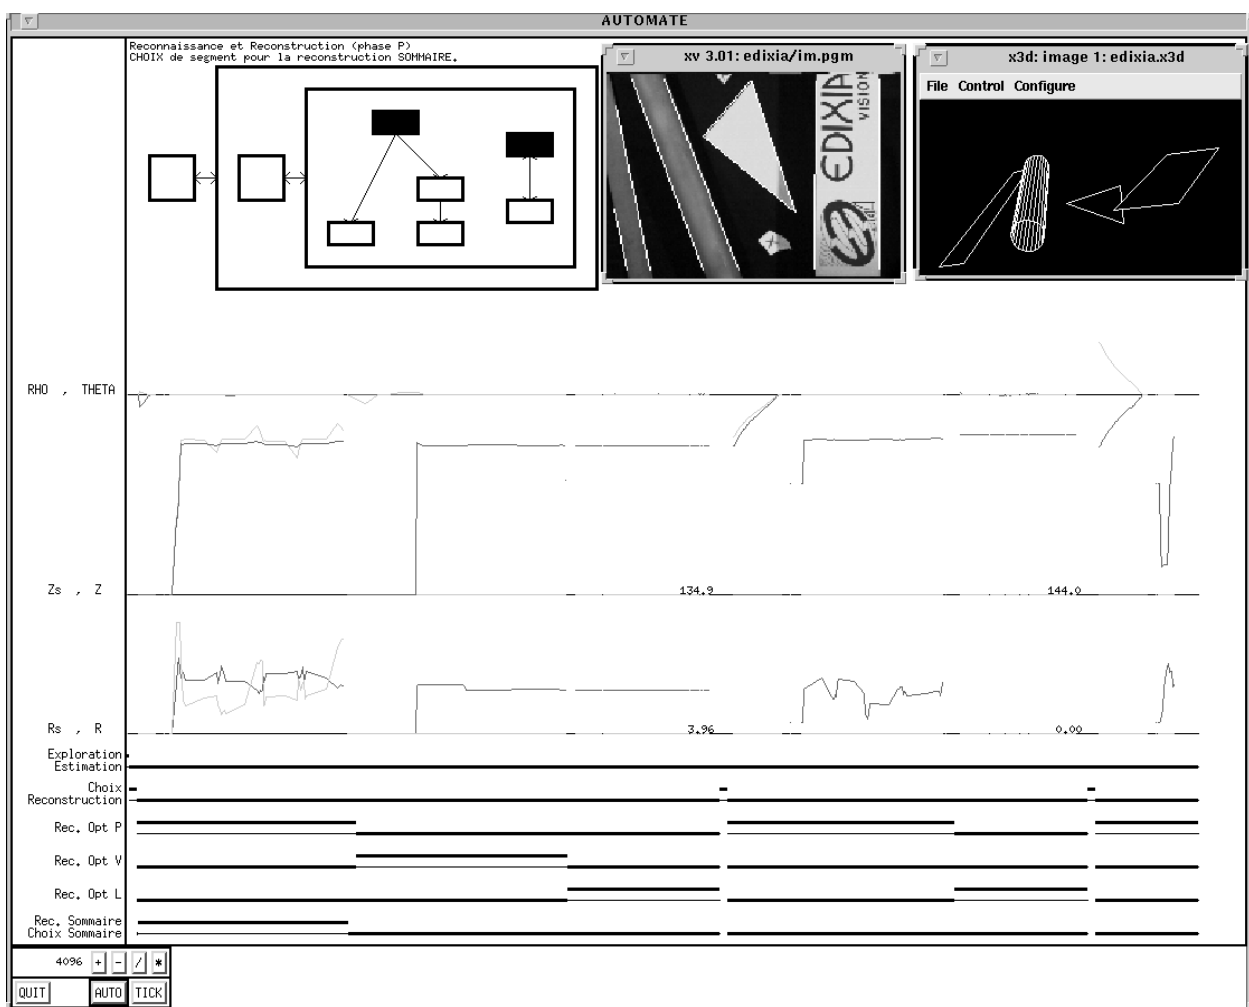 AUTOMATE
Reconnaissance et Reconstruction (phase P)
CHOIX de segment pour la reconstruction SOMMAIRE.
xv 3.01: edixia/im.pgm
EDIXIA
VISION
x3d: image 1: edixia.x3d
File Control Configure
RHO , THETA
Zs , Z
134.9
144.0
Rs , R
3.96
0.00
Exploration
Estimation
Choix
Reconstruction
Rec. Opt P
Rec. Opt V
Rec. Opt L
Rec. Sommaire
Choix Sommaire
4096 + - / *
QUIT AUTO TICK